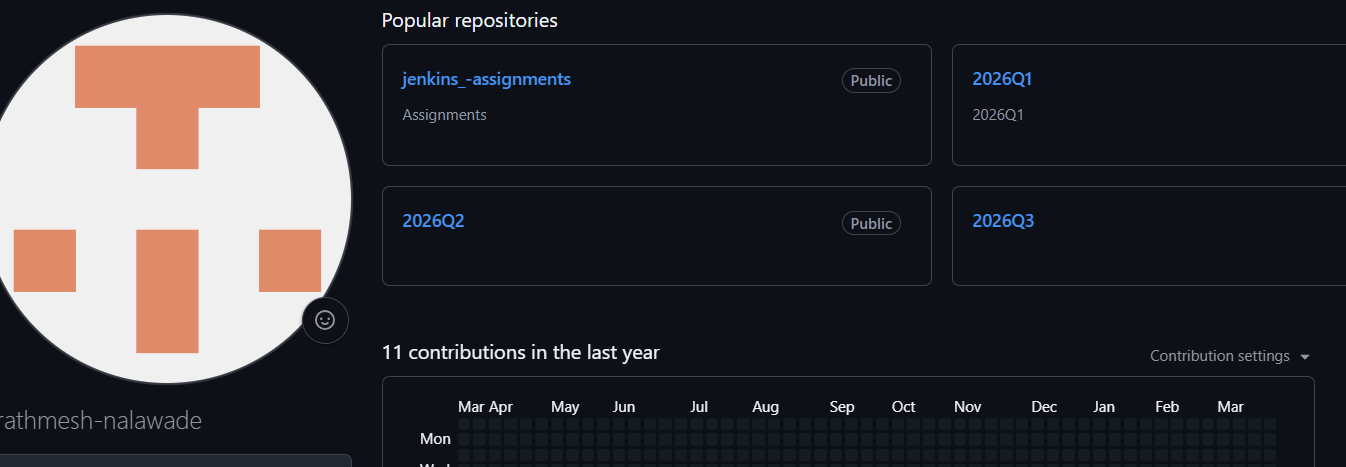 Popular repositories
jenkins_-assignments
Public
Assignments
2026Q1
2026Q1
2026Q2
Public
2026Q3
11 contributions in the last year
Contribution settings
Mar Apr May Jun Jul Aug Sep Oct Nov Dec Jan Feb Mar
Mon
rathmesh-nalawade